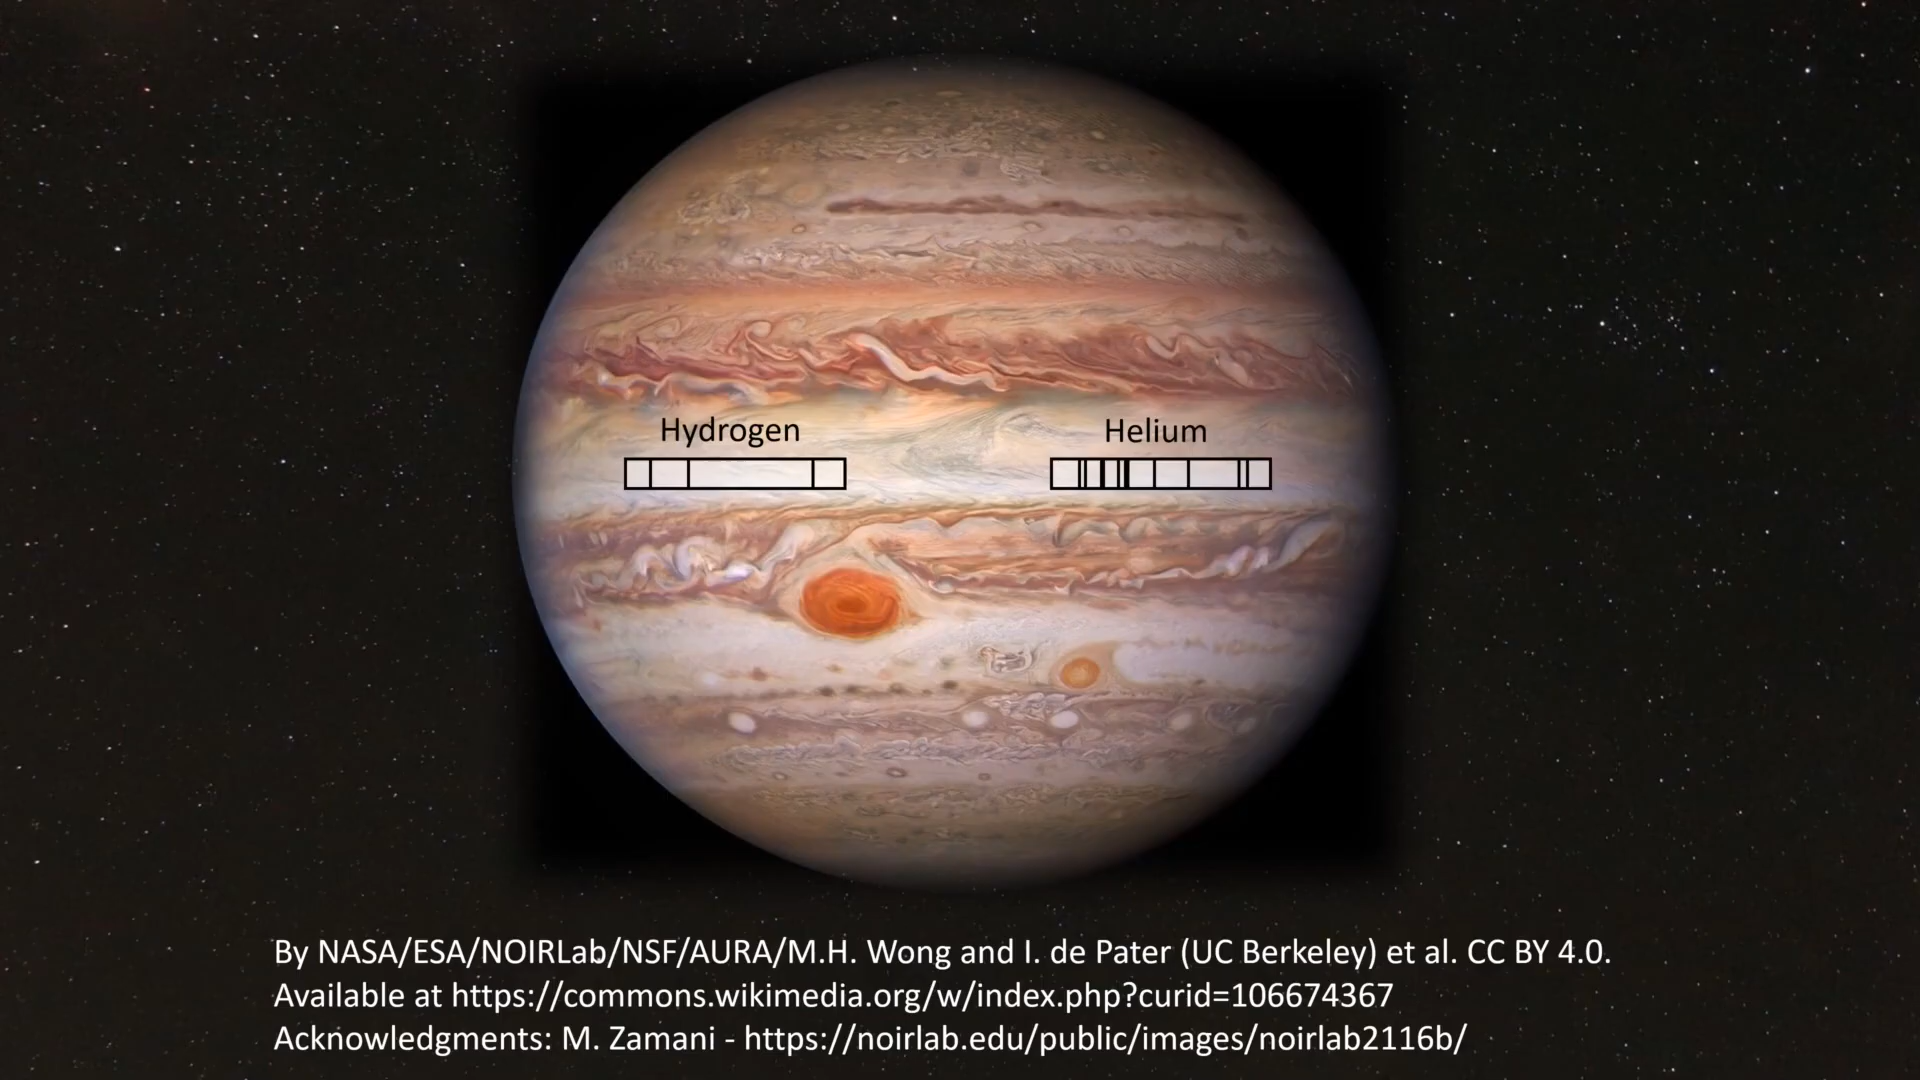 Hydrogen
Helium
By NASA/ESA/NOIRLab/NSF/AURA/M.H. Wong and I. de Pater (UC Berkeley) et al. CC BY 4.0.
Available at https://commons.wikimedia.org/w/index.php?curid=106674367
Acknowledgments: M. Zamani - https://noirlab.edu/public/images/noirlab2116b/